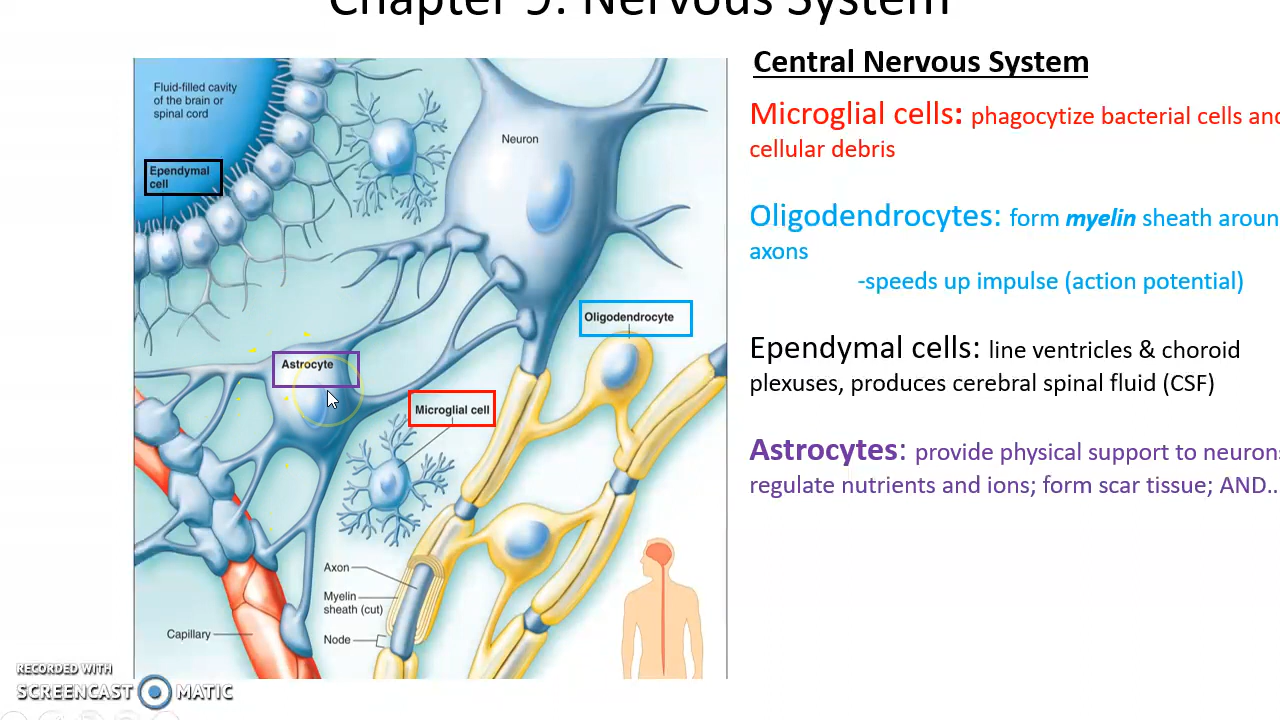 Chapter 9: Nervous System
Central Nervous System
Microglial cells: phagocytize bacterial cells and
cellular debris
Oligodendrocytes: form myelin sheath aroun
axons
-speeds up impulse (action potential)
Ependymal cells: line ventricles & choroid
plexuses, produces cerebral spinal fluid (CSF)
Astrocytes: provide physical support to neurons
regulate nutrients and ions; form scar tissue; AND..
Fluid-filled cavity
of the brain or
spinal cord
Ependymal
cell
Neuron
Oligodendrocyte
Astrocyte
Microglial cell
Axon
Myelin
sheath (cut)
Node
Capillary
RECORDED WITH
SCREENCAST MATIC